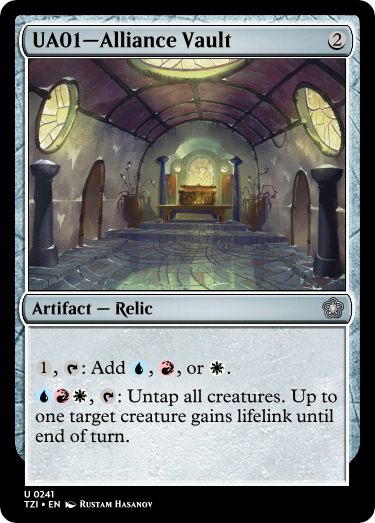 UA01—Alliance Vault 2
Artifact — Relic
1, : Add , , or .
, : Untap all creatures. Up to
one target creature gains lifelink until
end of turn.
U 0241
TZI • EN Rustam Hasanov